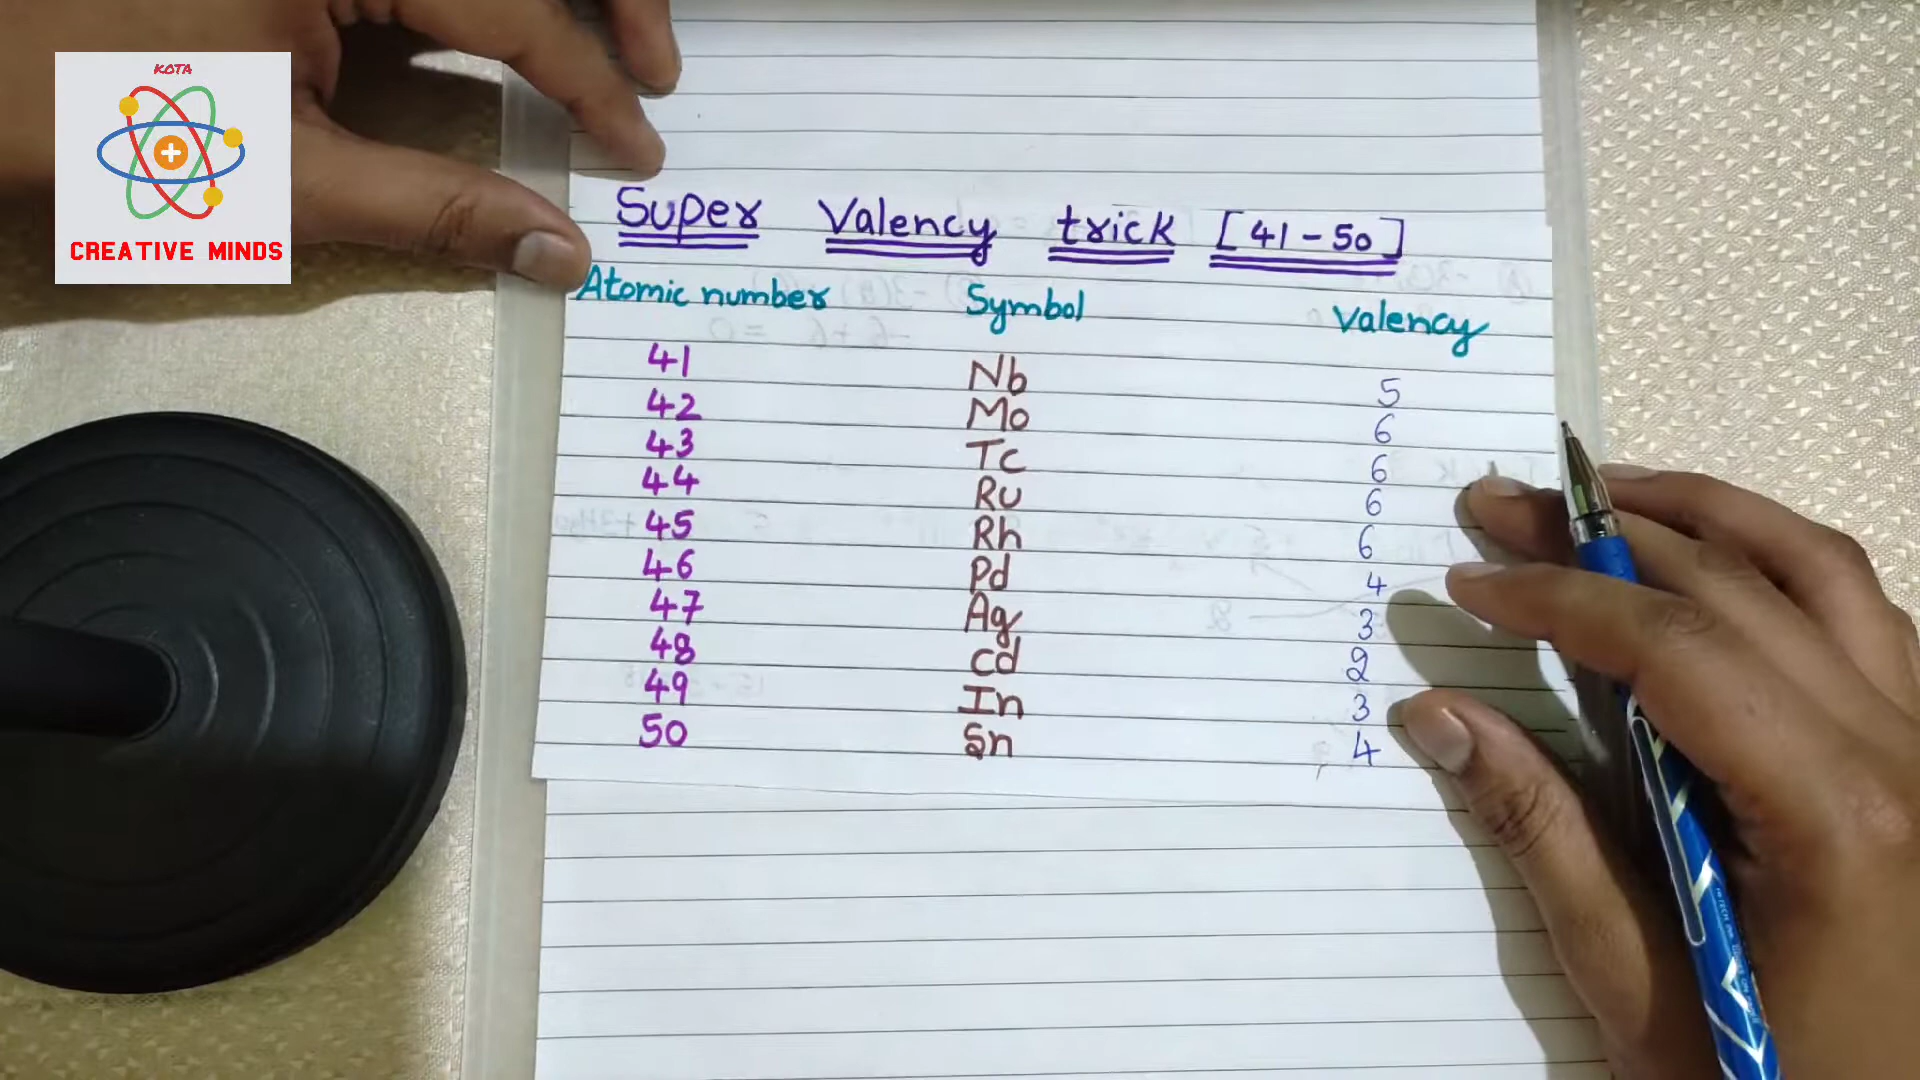 KOTA
CREATIVE MINDS
Super Valency trick [41-50]
Atomic number Symbol Valency
41 Nb 5
42 Mo 6
43 Tc 6
44 Ru 6
45 Rh 6
46 Pd 4
47 Ag 3
48 Cd 2
49 In 3
50 Sn 4